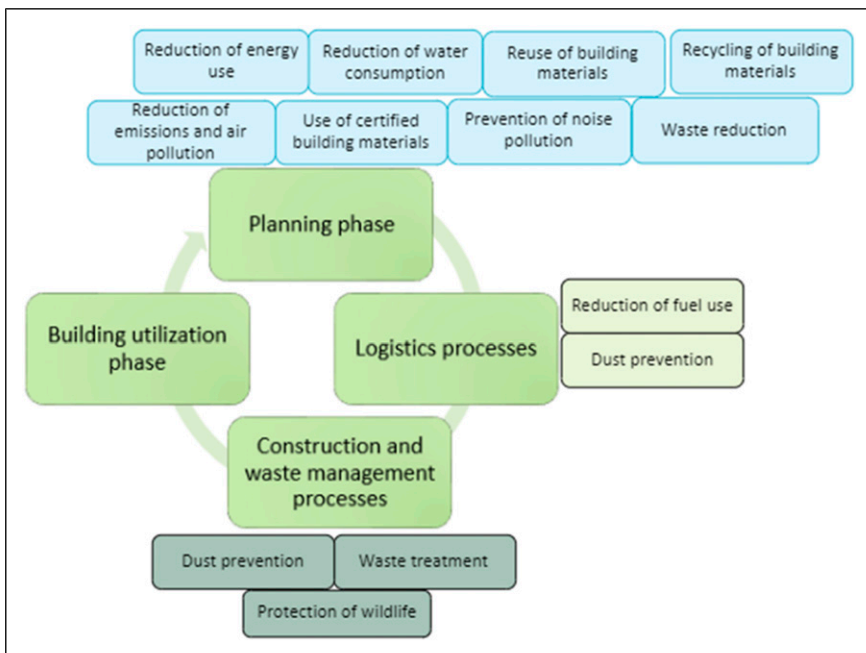 Reduction of energy
use
Reduction of water
consumption
Reuse of building
materials
Recycling of building
materials
Reduction of
emissions and air
pollution
Use of certified
building materials
Prevention of noise
pollution
Waste reduction
Planning phase
Building utilization
phase
Logistics processes
Reduction of fuel use
Dust prevention
Construction and
waste management
processes
Dust prevention
Waste treatment
Protection of wildlife